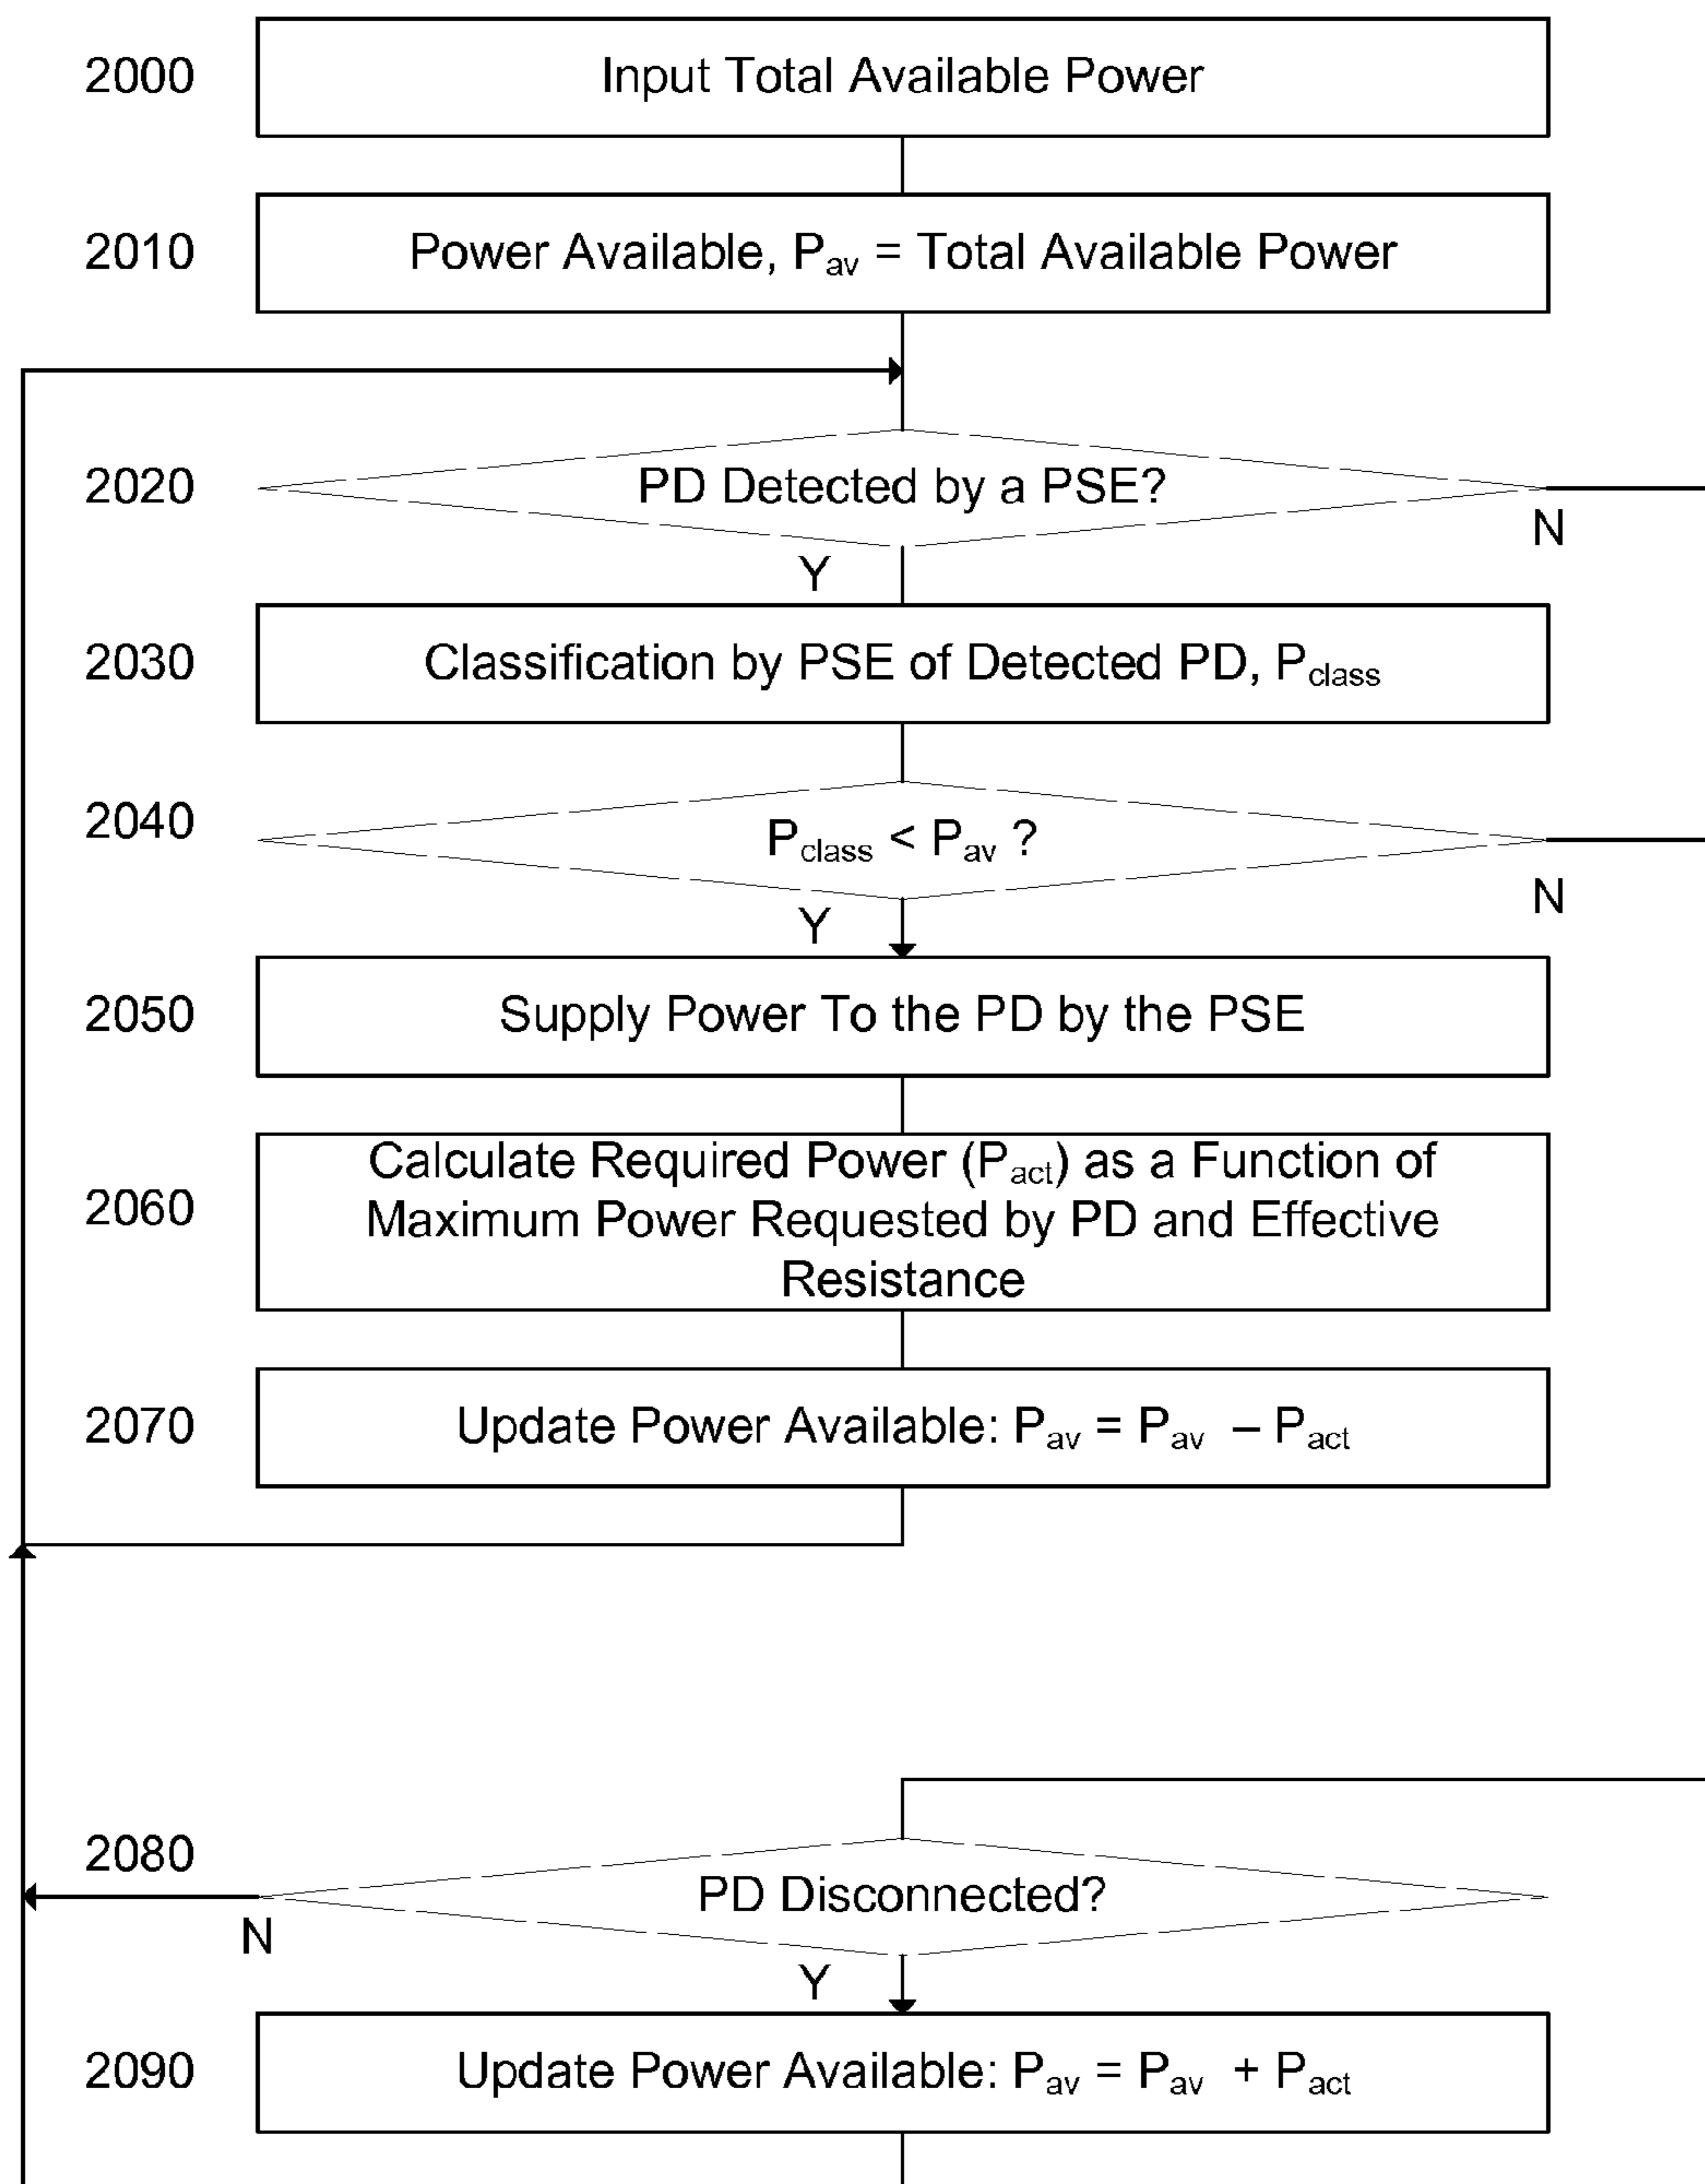 2000 Input Total Available Power
2010 Power Available, Pav = Total Available Power
2020 PD Detected by a PSE?
N
Y
2030 Classification by PSE of Detected PD, Pclass
2040 Pclass < Pav ?
N
Y
2050 Supply Power To the PD by the PSE
Calculate Required Power (Pact) as a Function of
2060 Maximum Power Requested by PD and Effective
Resistance
2070 Update Power Available: Pav = Pav – Pact
2080 PD Disconnected?
N
Y
2090 Update Power Available: Pav = Pav + Pact